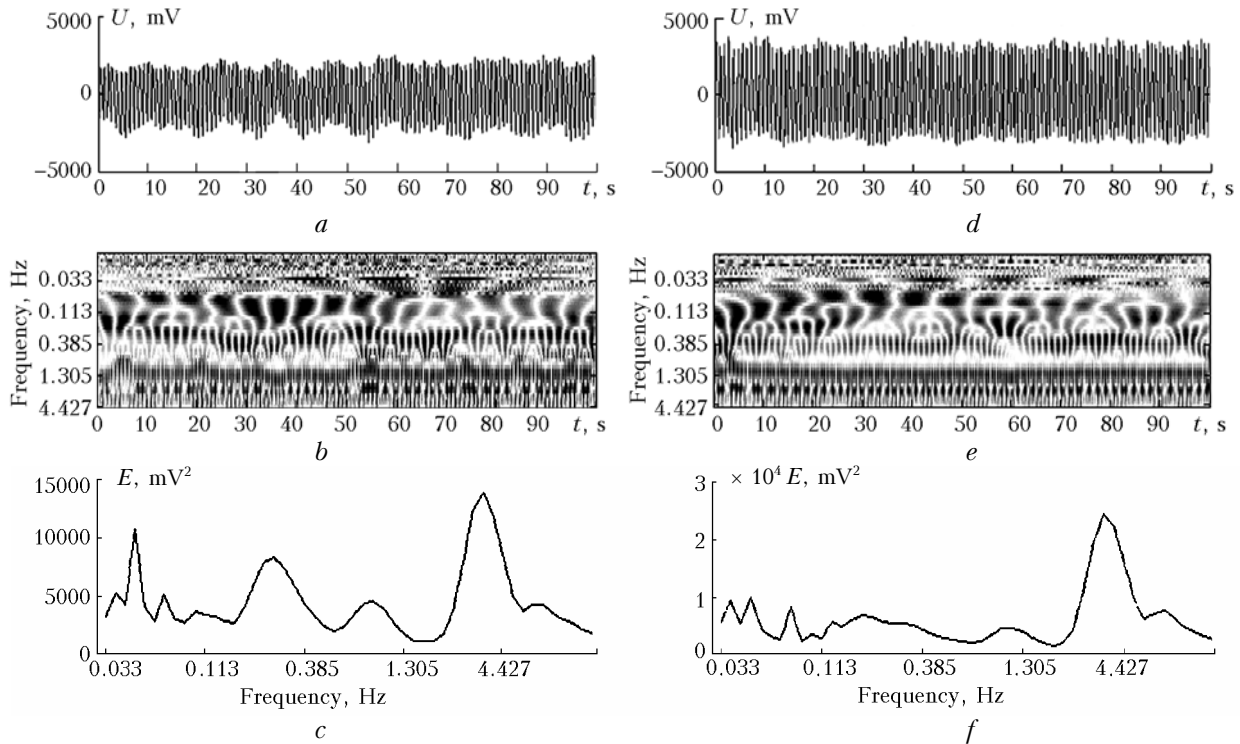 5000
U, mV
0
−5000
0 10 20 30 40 50 60 70 80 90 t, s
a
5000
U, mV
0
−5000
0 10 20 30 40 50 60 70 80 90 t, s
d
Frequency, Hz
0.033
0.113
0.385
1.305
4.427
0 10 20 30 40 50 60 70 80 90 t, s
b
Frequency, Hz
0.033
0.113
0.385
1.305
4.427
0 10 20 30 40 50 60 70 80 90 t, s
e
E, mV²
15000
10000
5000
0
0.033 0.113 0.385 1.305 4.427
Frequency, Hz
c
× 10⁴ E, mV²
3
2
1
0
0.033 0.113 0.385 1.305 4.427
Frequency, Hz
f